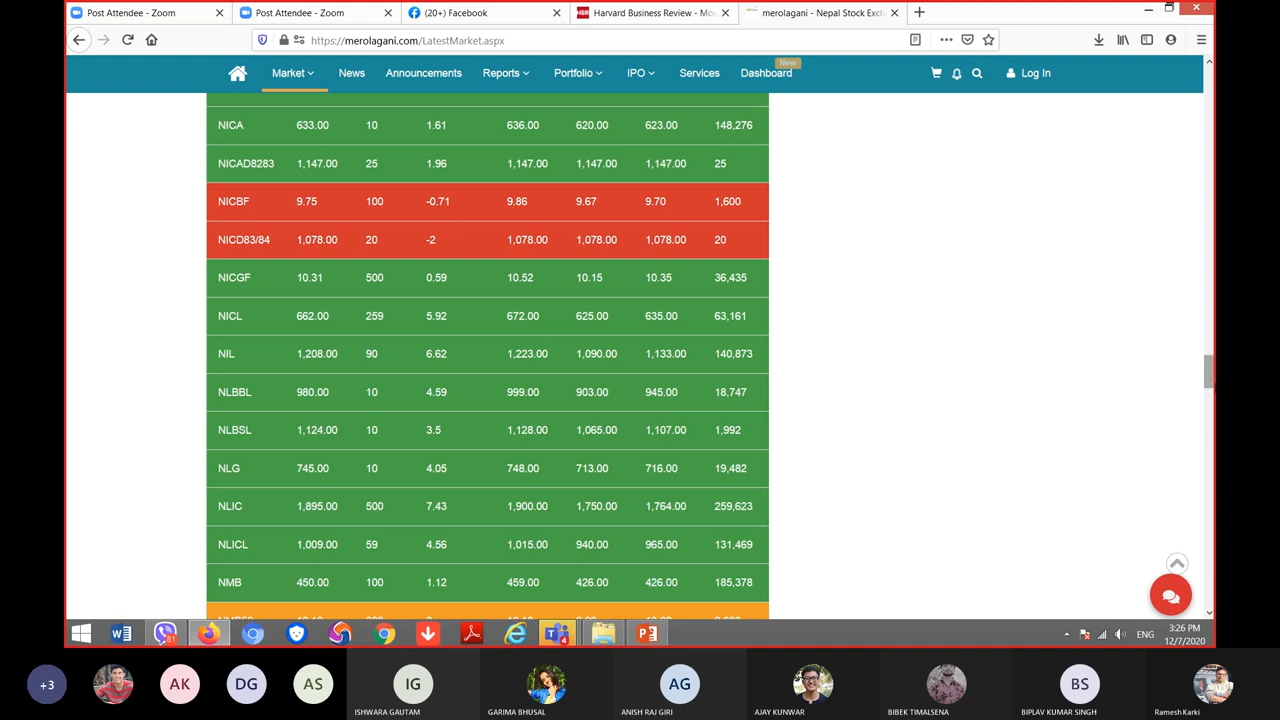 Post Attendee - Zoom
Post Attendee - Zoom
(20+) Facebook
HBR Harvard Business Review - Mos
merolagani - Nepal Stock Exch
https://merolagani.com/LatestMarket.aspx
New
Market News Announcements Reports Portfolio IPO Services Dashboard Log In
NICA 633.00 10 1.61 636.00 620.00 623.00 148,276
NICAD8283 1,147.00 25 1.96 1,147.00 1,147.00 1,147.00 25
NICBF 9.75 100 -0.71 9.86 9.67 9.70 1,600
NICD83/84 1,078.00 20 -2 1,078.00 1,078.00 1,078.00 20
NICGF 10.31 500 0.59 10.52 10.15 10.35 36,435
NICL 662.00 259 5.92 672.00 625.00 635.00 63,161
NIL 1,208.00 90 6.62 1,223.00 1,090.00 1,133.00 140,873
NLBBL 980.00 10 4.59 999.00 903.00 945.00 18,747
NLBSL 1,124.00 10 3.5 1,128.00 1,065.00 1,107.00 1,992
NLG 745.00 10 4.05 748.00 713.00 716.00 19,482
NLIC 1,895.00 500 7.43 1,900.00 1,750.00 1,764.00 259,623
NLICL 1,009.00 59 4.56 1,015.00 940.00 965.00 131,469
NMB 450.00 100 1.12 459.00 426.00 426.00 185,378
81
4
ENG
3:26 PM
12/7/2020
+3 AK DG AS IG AG BS
ISHWARA GAUTAM GARIMA BHUSAL ANISH RAJ GIRI AJAY KUNWAR BIBEK TIMALSENA BIPLAV KUMAR SINGH Ramesh Karki